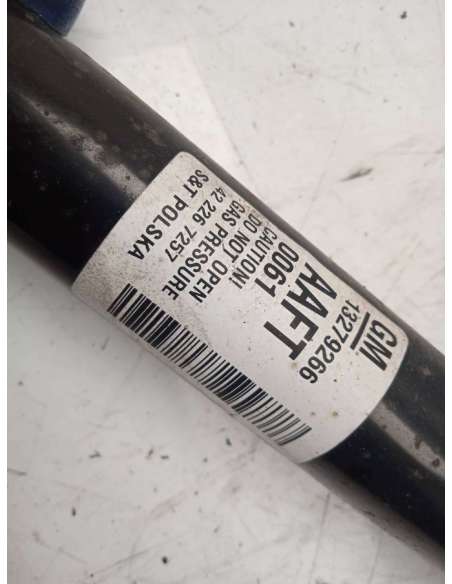 GM
13279266
AAFT
0061
CAUTION!
DO NOT OPEN
GAS PRESSURE
42 226 7257
S&T POLSKA